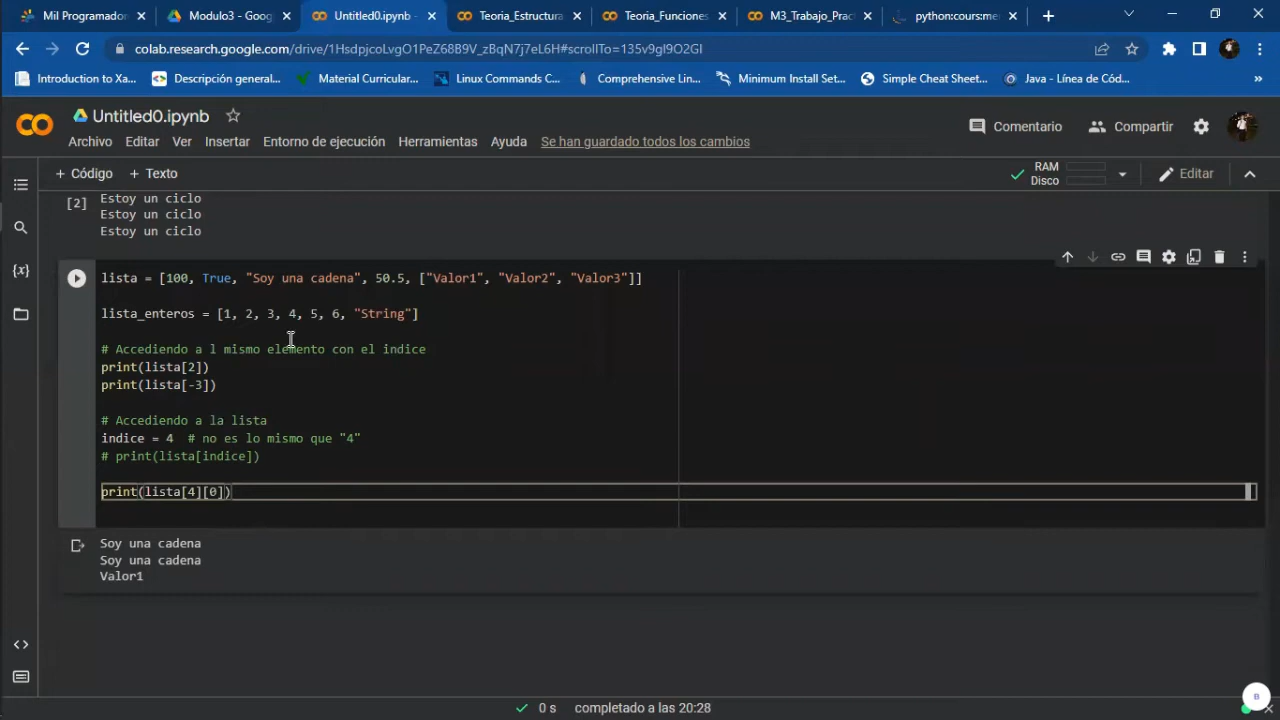 Mil Programador
Modulo3 - Goog
Untitled0.ipynb -
Teoria_Estructura
Teoria_Funciones
M3_Trabajo_Prac
python:cours:me
colab.research.google.com/drive/1HsdpjcoLvgO1PeZ68B9V_zBqN7j7eL6H#scrollTo=135v9gI9O2GI
Introduction to Xa...
Descripción general...
Material Curricular...
Linux Commands C...
Comprehensive Lin...
Minimum Install Set...
Simple Cheat Sheet...
Java - Línea de Cód...
»
Untitled0.ipynb
Comentario
Compartir
Archivo Editar Ver Insertar Entorno de ejecución Herramientas Ayuda Se han guardado todos los cambios
+ Código + Texto
RAM
Disco
Editar
[2]
Estoy un ciclo
Estoy un ciclo
Estoy un ciclo
lista = [100, True, "Soy una cadena", 50.5, ["Valor1", "Valor2", "Valor3"]]
lista_enteros = [1, 2, 3, 4, 5, 6, "String"]
# Accediendo a l mismo elemento con el indice
print(lista[2])
print(lista[-3])
# Accediendo a la lista
indice = 4 # no es lo mismo que "4"
# print(lista[indice])
print(lista[4][0])
Soy una cadena
Soy una cadena
Valor1
0 s completado a las 20:28
B